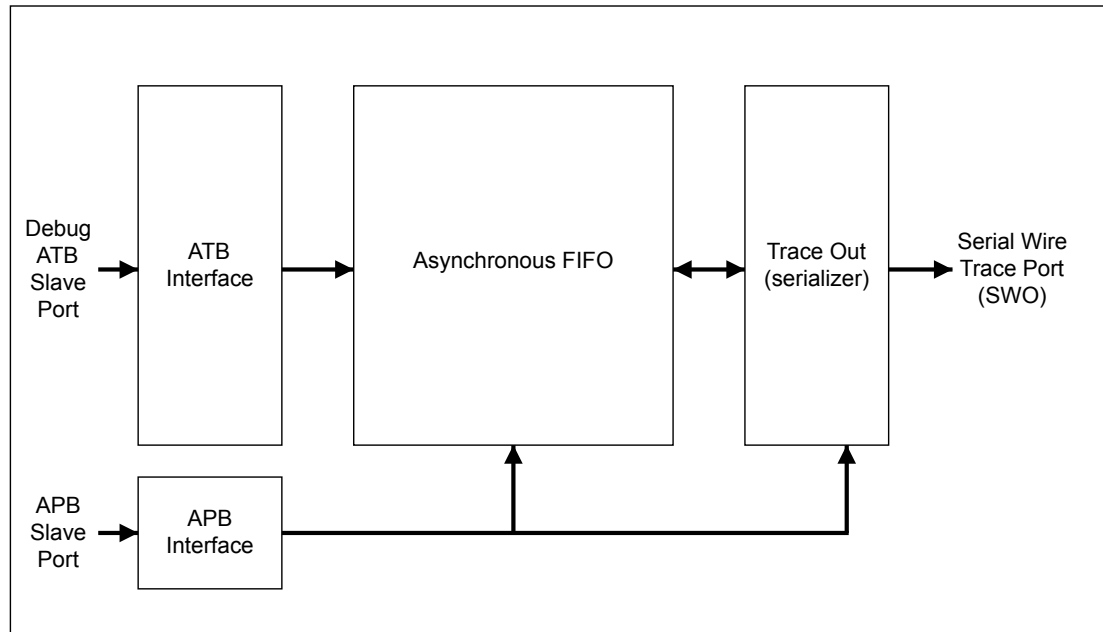 Debug
ATB
Slave
Port
ATB
Interface
Asynchronous FIFO
Trace Out
(serializer)
Serial Wire
Trace Port
(SWO)
APB
Slave
Port
APB
Interface